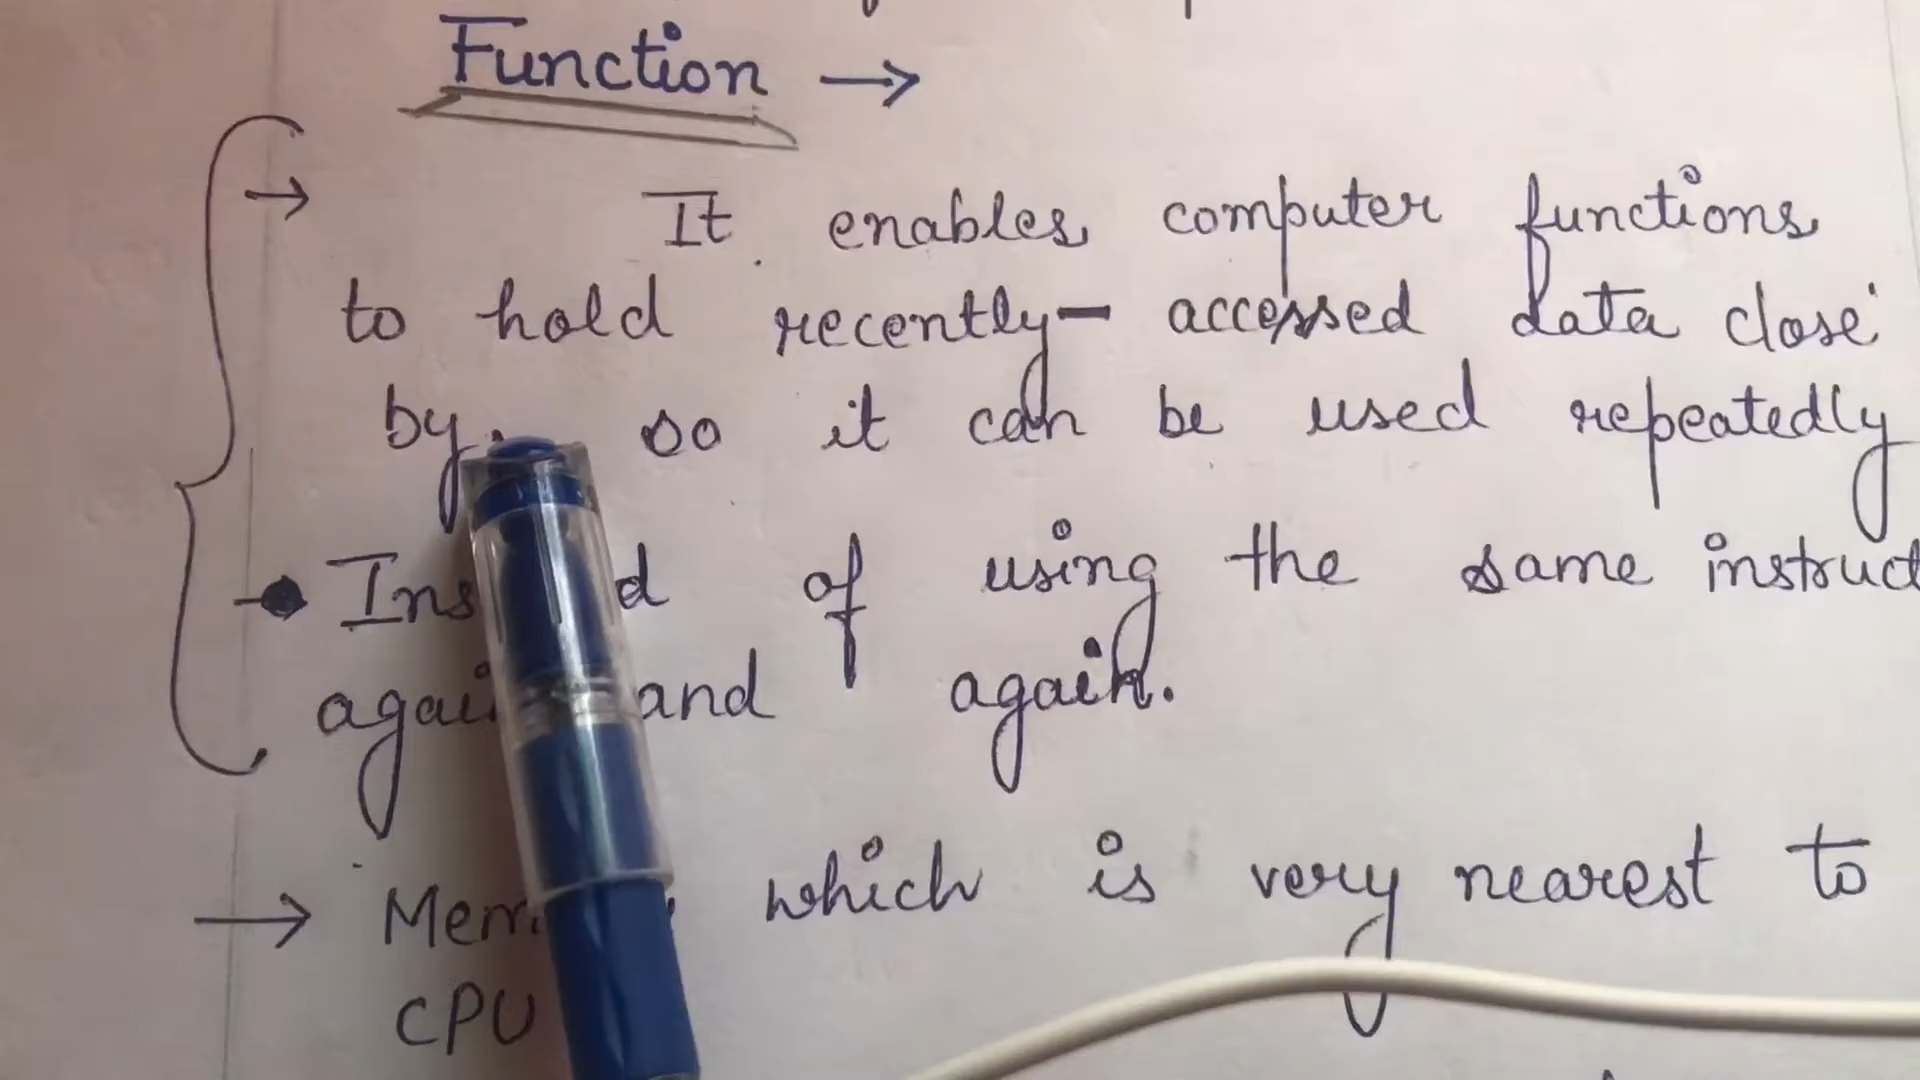 Function →
→ It enables computer functions
to hold recently- accessed data close
by, so it can be used repeatedly
of using the same instruct
and again.
→ which is very nearest to
CPU